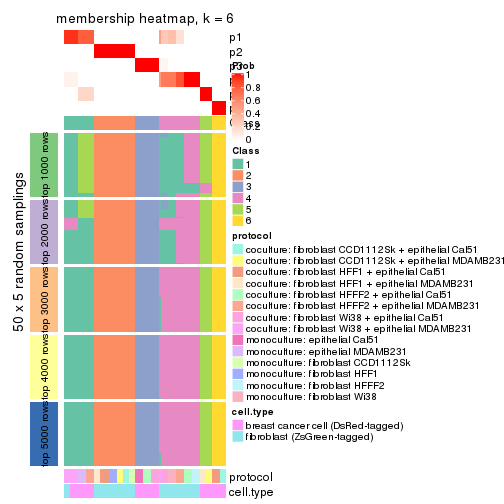 membership heatmap, k = 6
p1
p2
Prob
1
0.8
0.6
0.4
0.2
0
Class
1
2
3
4
5
6
protocol
coculture: fibroblast CCD1112Sk + epithelial Cal51
coculture: fibroblast CCD1112Sk + epithelial MDAMB231
coculture: fibroblast HFF1 + epithelial Cal51
coculture: fibroblast HFF1 + epithelial MDAMB231
coculture: fibroblast HFFF2 + epithelial Cal51
coculture: fibroblast HFFF2 + epithelial MDAMB231
coculture: fibroblast Wi38 + epithelial Cal51
coculture: fibroblast Wi38 + epithelial MDAMB231
monoculture: epithelial Cal51
monoculture: epithelial MDAMB231
monoculture: fibroblast CCD1112Sk
monoculture: fibroblast HFF1
monoculture: fibroblast HFFF2
monoculture: fibroblast Wi38
cell.type
breast cancer cell (DsRed-tagged)
fibroblast (ZsGreen-tagged)
50 x 5 random samplings
top 1000 rows
top 2000 rows
top 3000 rows
top 4000 rows
top 5000 rows
protocol
cell.type